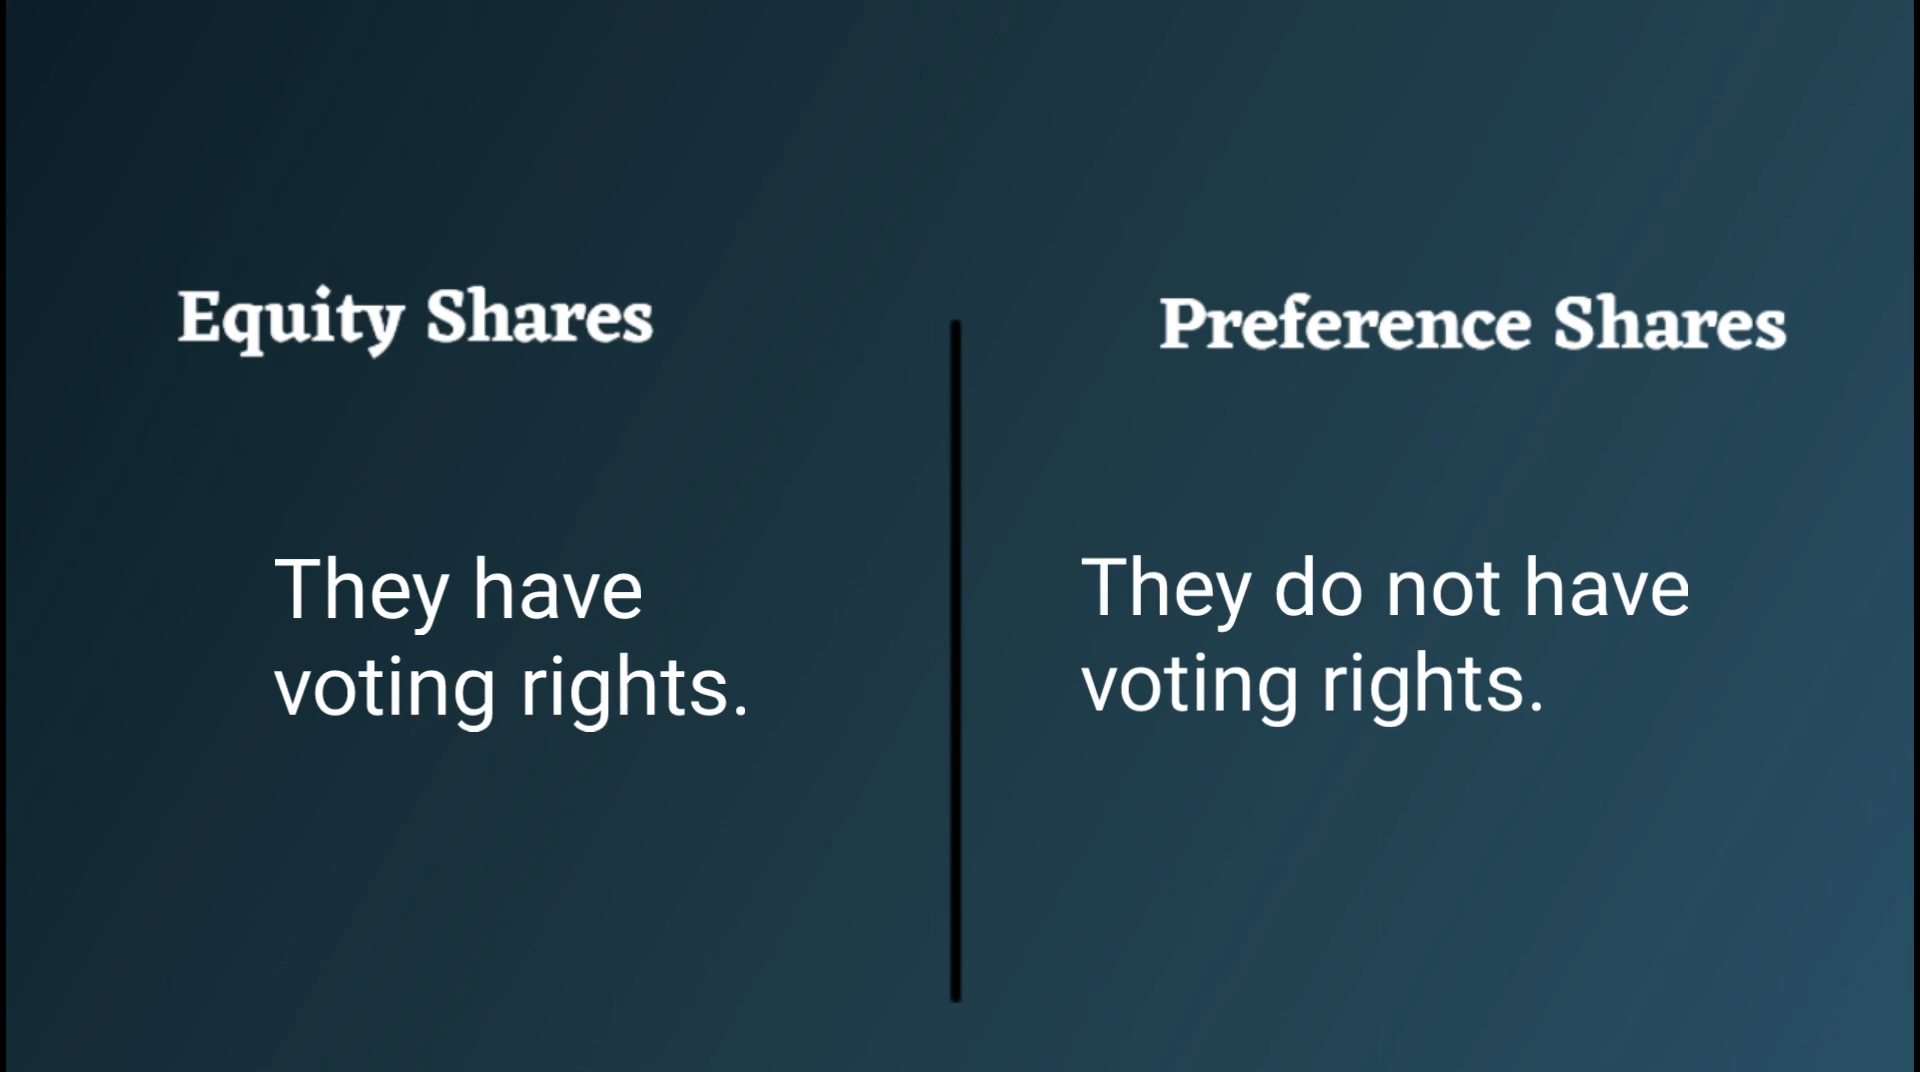 Equity Shares
Preference Shares
They have
voting rights.
They do not have
voting rights.